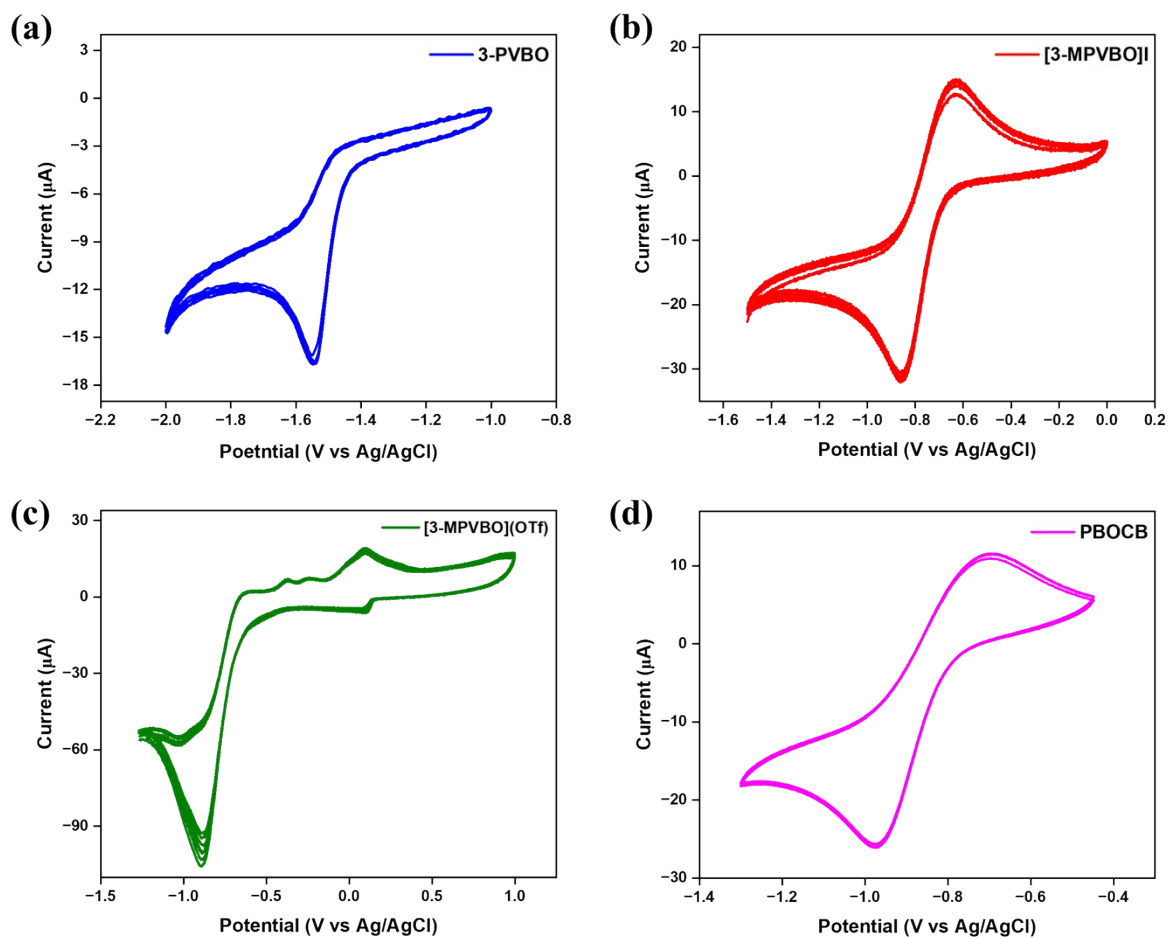 (a)
3-PVBO
3
0
−3
−6
−9
−12
−15
−18
Current (µA)
−2.2 −2.0 −1.8 −1.6 −1.4 −1.2 −1.0 −0.8
Poetntial (V vs Ag/AgCl)
(b)
[3-MPVBO]I
20
10
0
−10
−20
−30
Current (µA)
−1.6 −1.4 −1.2 −1.0 −0.8 −0.6 −0.4 −0.2 0.0 0.2
Potential (V vs Ag/AgCl)
(c)
[3-MPVBO](OTf)
30
0
−30
−60
−90
Current (µA)
−1.5 −1.0 −0.5 0.0 0.5 1.0
Potential (V vs Ag/AgCl)
(d)
PBOCB
10
0
−10
−20
−30
Current (µA)
−1.4 −1.2 −1.0 −0.8 −0.6 −0.4
Potential (V vs Ag/AgCl)